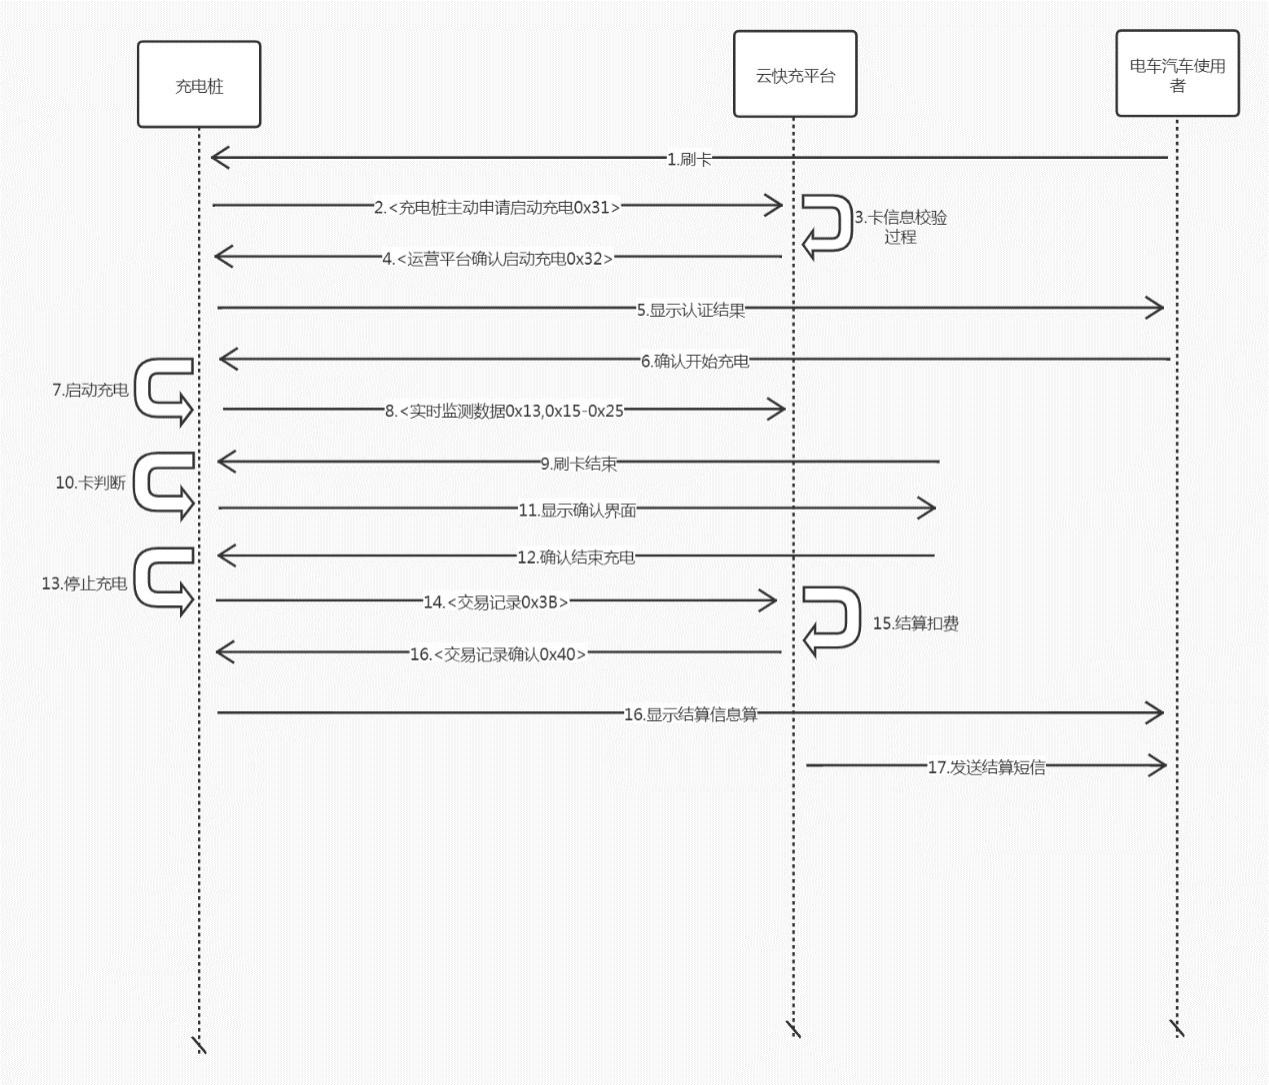 充电桩
云快充平台
电车汽车使用
者
1.刷卡
2.<充电桩主动申请启动充电0x31>
3.卡信息校验
过程
4.<运营平台确认启动充电0x32>
5.显示认证结果
6.确认开始充电
7.启动充电
8.<实时监测数据0x13,0x15-0x25
9.刷卡结束
10.卡判断
11.显示确认界面
12.确认结束充电
13.停止充电
14.<交易记录0x3B>
15.结算扣费
16.<交易记录确认0x40>
16.显示结算信息算
17.发送结算短信